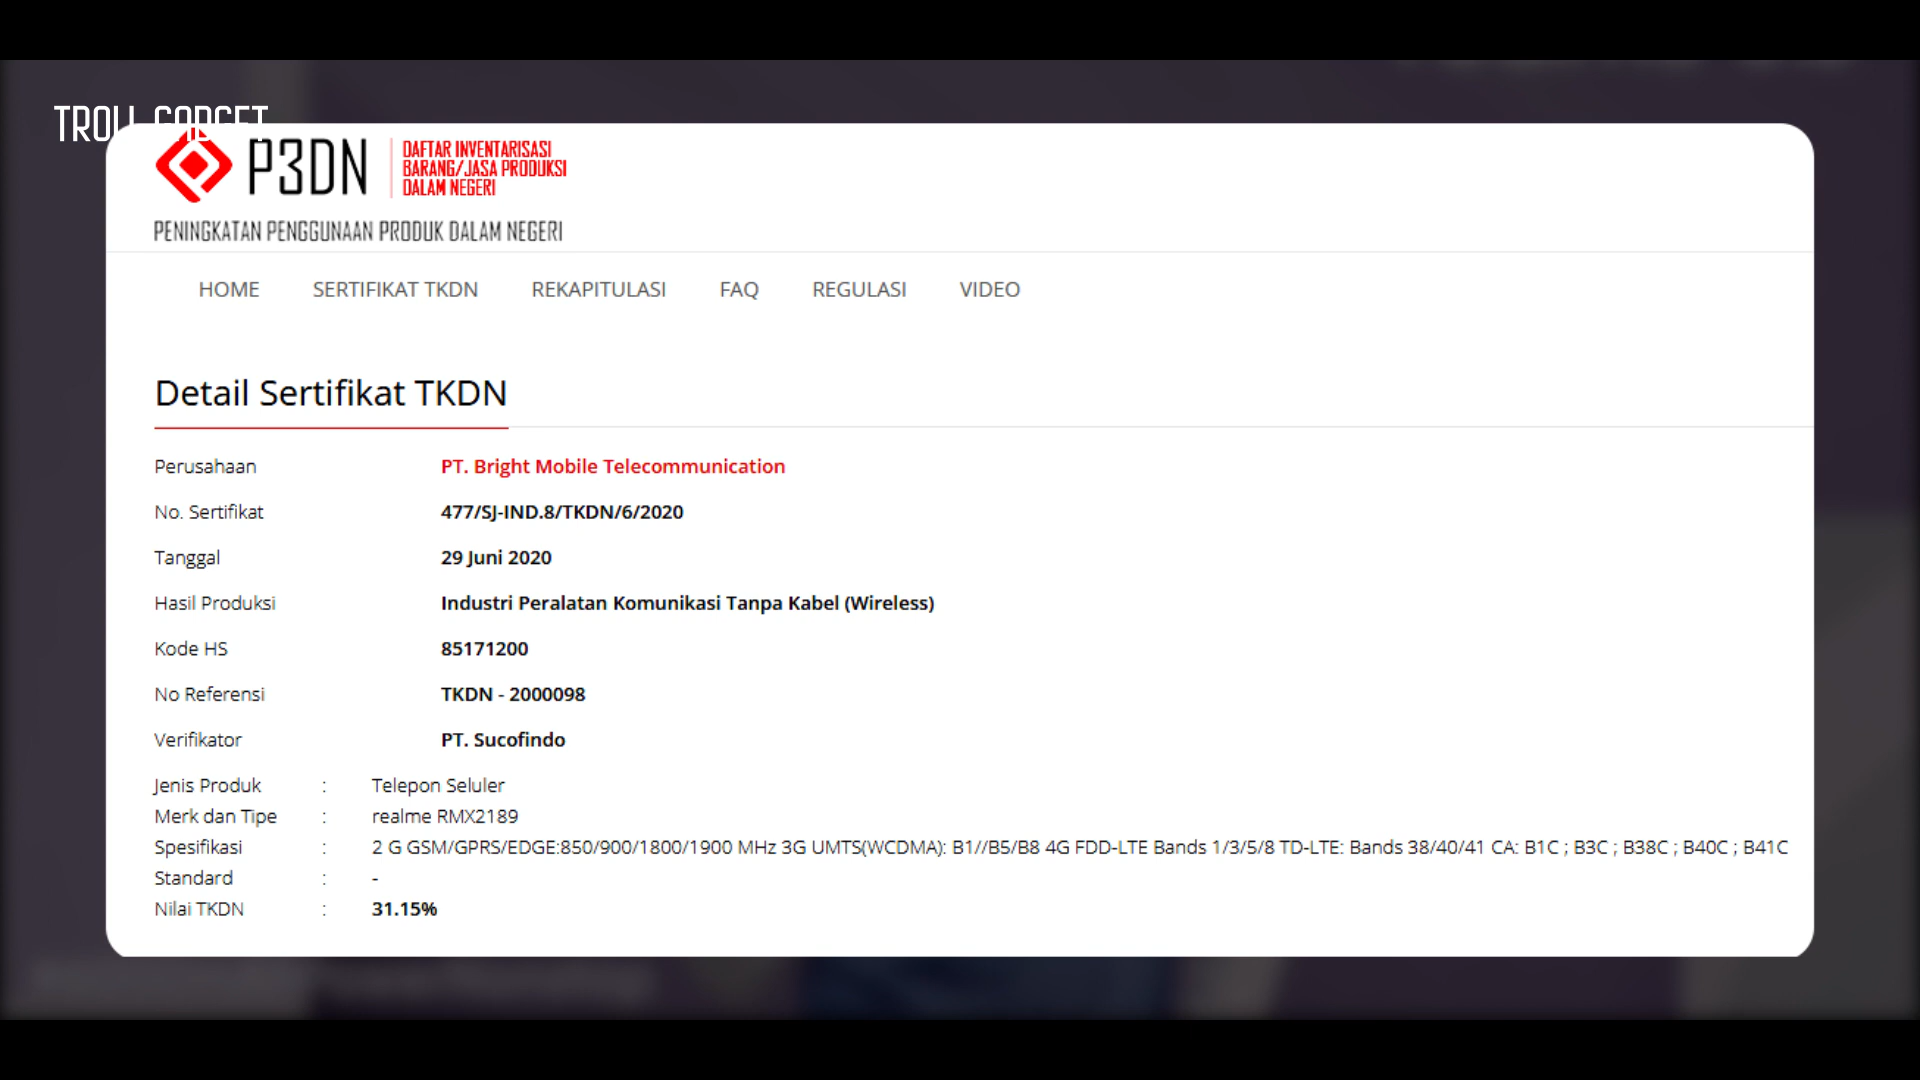 TROLL GADGET
P3DN
DAFTAR INVENTARISASI
BARANG/JASA PRODUKSI
DALAM NEGERI
PENINGKATAN PENGGUNAAN PRODUK DALAM NEGERI
HOME SERTIFIKAT TKDN REKAPITULASI FAQ REGULASI VIDEO
Detail Sertifikat TKDN
Perusahaan PT. Bright Mobile Telecommunication
No. Sertifikat 477/SJ-IND.8/TKDN/6/2020
Tanggal 29 Juni 2020
Hasil Produksi Industri Peralatan Komunikasi Tanpa Kabel (Wireless)
Kode HS 85171200
No Referensi TKDN - 2000098
Verifikator PT. Sucofindo
Jenis Produk : Telepon Seluler
Merk dan Tipe : realme RMX2189
Spesifikasi : 2 G GSM/GPRS/EDGE:850/900/1800/1900 MHz 3G UMTS(WCDMA): B1//B5/B8 4G FDD-LTE Bands 1/3/5/8 TD-LTE: Bands 38/40/41 CA: B1C ; B3C ; B38C ; B40C ; B41C
Standard : -
Nilai TKDN : 31.15%